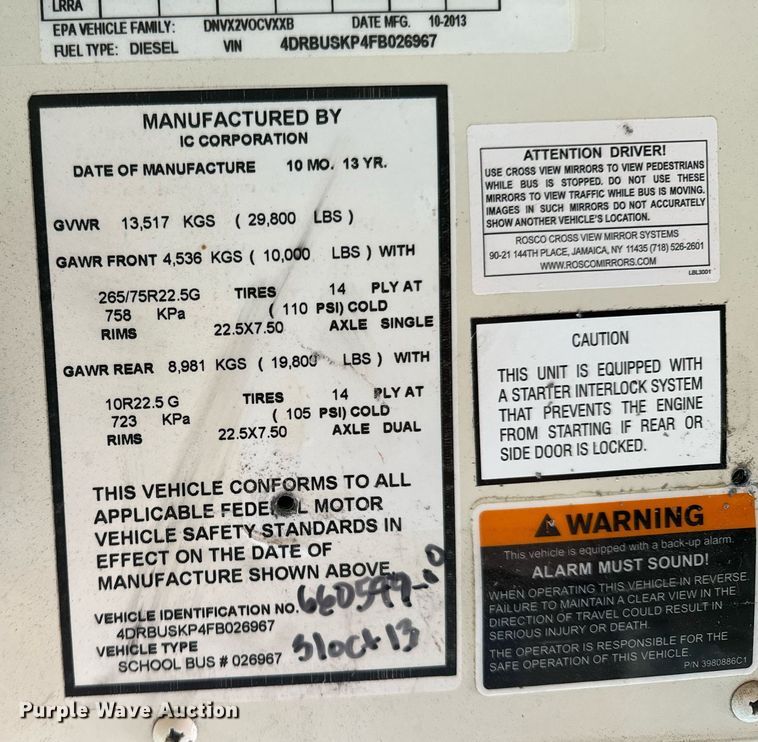 LRRA
EPA VEHICLE FAMILY: DNVX2VOCVXXB DATE MFG. 10-2013
FUEL TYPE: DIESEL VIN 4DRBUSKP4FB026967
MANUFACTURED BY
IC CORPORATION
DATE OF MANUFACTURE 10 MO. 13 YR.
GVWR 13,517 KGS ( 29,800 LBS )
GAWR FRONT 4,536 KGS ( 10,000 LBS ) WITH
265/75R22.5G TIRES 14 PLY AT
758 KPa ( 110 PSI) COLD
RIMS 22.5X7.50 AXLE SINGLE
GAWR REAR 8,981 KGS ( 19,800 LBS ) WITH
10R22.5 G TIRES 14 PLY AT
723 KPa ( 105 PSI) COLD
RIMS 22.5X7.50 AXLE DUAL
THIS VEHICLE CONFORMS TO ALL
APPLICABLE FEDERAL MOTOR
VEHICLE SAFETY STANDARDS IN
EFFECT ON THE DATE OF
MANUFACTURE SHOWN ABOVE
VEHICLE IDENTIFICATION NO. 660599-00
4DRBUSKP4FB026967
VEHICLE TYPE 31oct13
SCHOOL BUS # 026967
ATTENTION DRIVER!
USE CROSS VIEW MIRRORS TO VIEW PEDESTRIANS
WHILE BUS IS STOPPED. DO NOT USE THESE
MIRRORS TO VIEW TRAFFIC WHILE BUS IS MOVING.
IMAGES IN SUCH MIRRORS DO NOT ACCURATELY
SHOW ANOTHER VEHICLE'S LOCATION.
ROSCO CROSS VIEW MIRROR SYSTEMS
90-21 144TH PLACE, JAMAICA, NY 11435 (718) 526-2601
WWW.ROSCOMIRRORS.COM
LBL3001
CAUTION
THIS UNIT IS EQUIPPED WITH
A STARTER INTERLOCK SYSTEM
THAT PREVENTS THE ENGINE
FROM STARTING IF REAR OR
SIDE DOOR IS LOCKED.
WARNING
This vehicle is equipped with a back-up alarm.
ALARM MUST SOUND!
WHEN OPERATING THIS VEHICLE IN REVERSE.
FAILURE TO MAINTAIN A CLEAR VIEW IN THE
DIRECTION OF TRAVEL COULD RESULT IN
SERIOUS INJURY OR DEATH.
THE OPERATOR IS RESPONSIBLE FOR THE
SAFE OPERATION OF THIS VEHICLE.
P/N 3980886C1
Purple Wave Auction